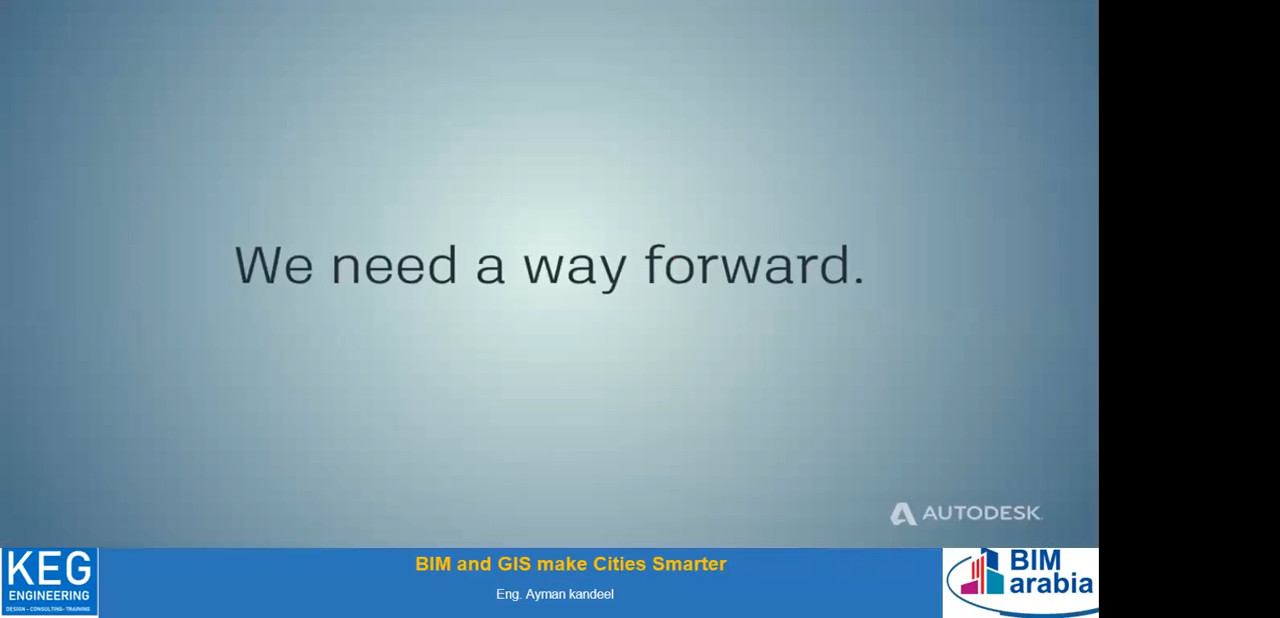 We need a way forward.
AUTODESK
KEG
ENGINEERING
DESIGN - CONSULTING- TRAINING
BIM and GIS make Cities Smarter
Eng. Ayman kandeel
BIM
arabia